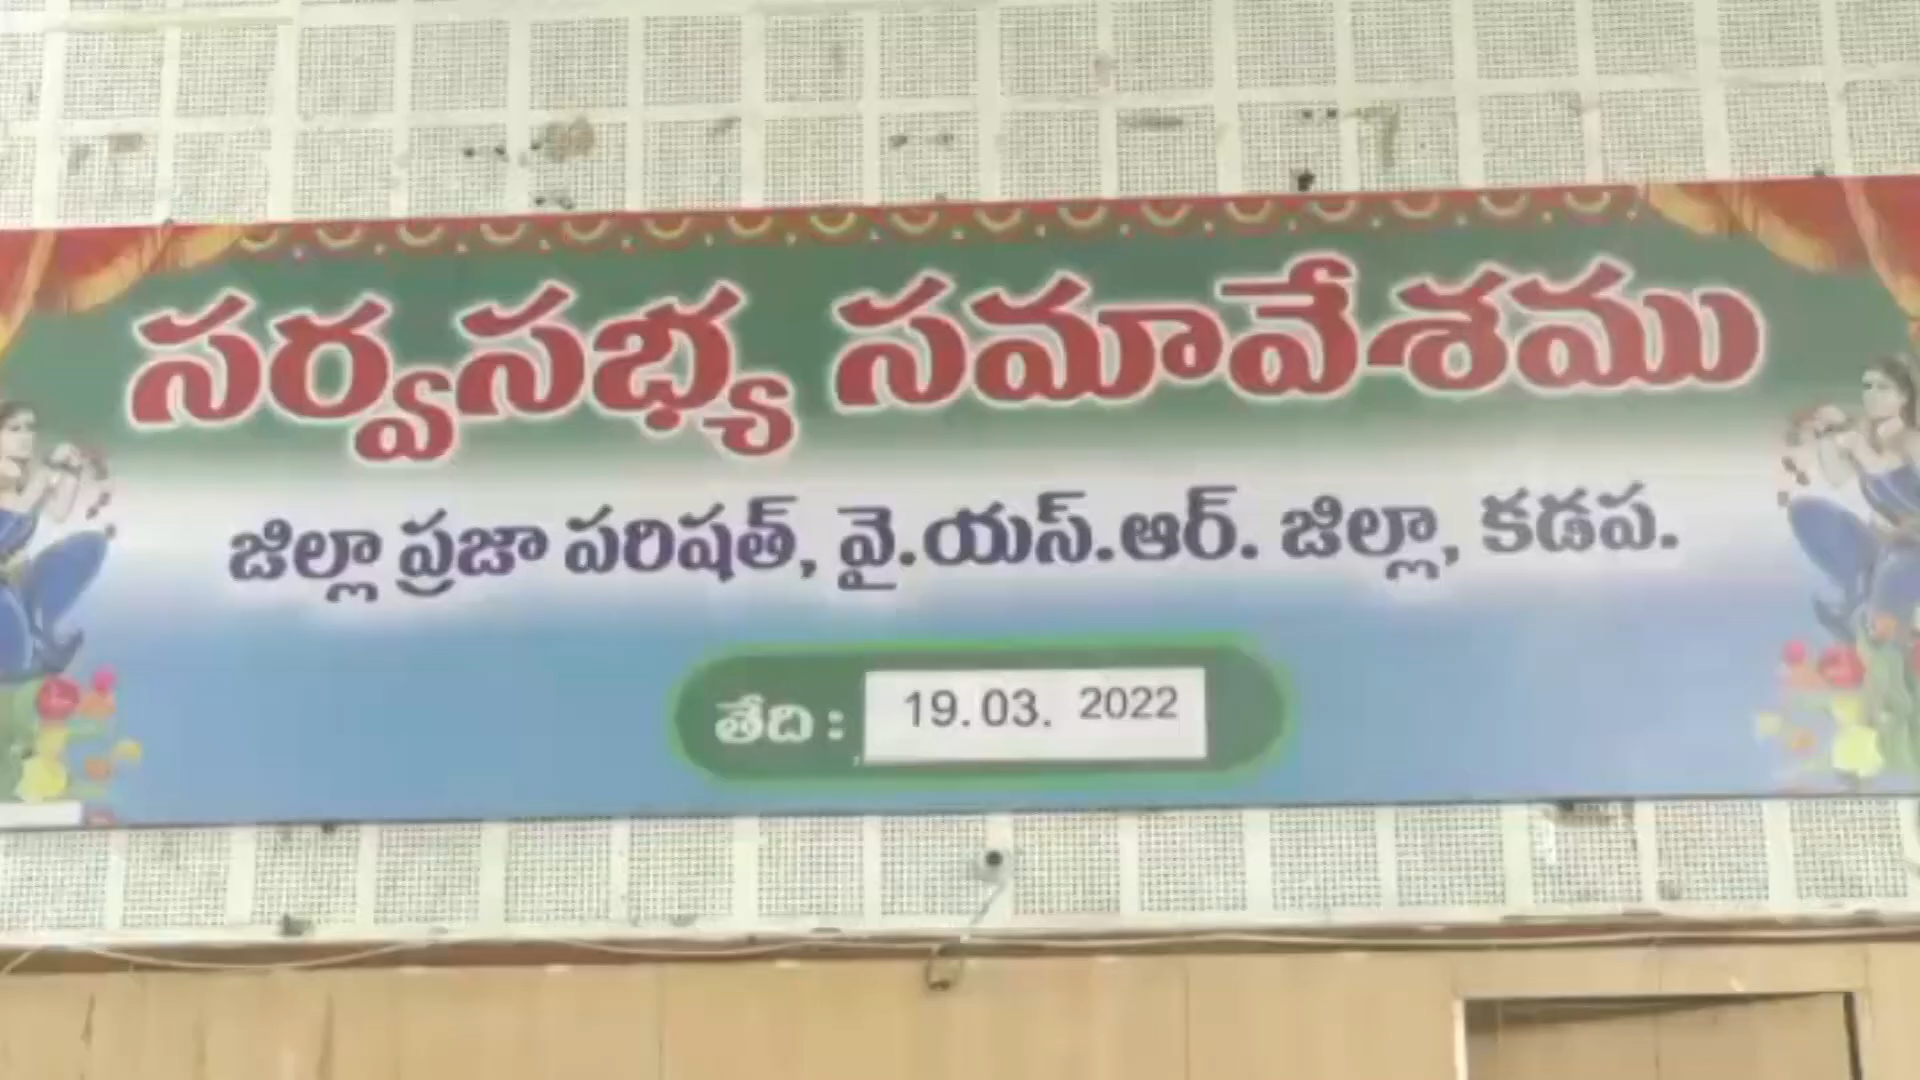 సర్వసభ్య సమావేశము
జిల్లా ప్రజా పరిషత్, వై.యస్.ఆర్. జిల్లా, కడప.
తేది : 19.03. 2022